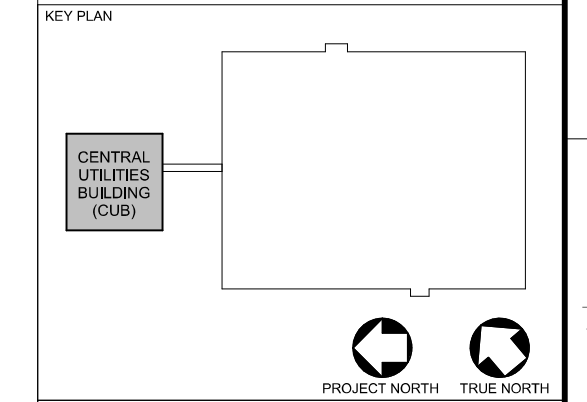 KEY PLAN
CENTRAL
UTILITIES
BUILDING
(CUB)
PROJECT NORTH
TRUE NORTH